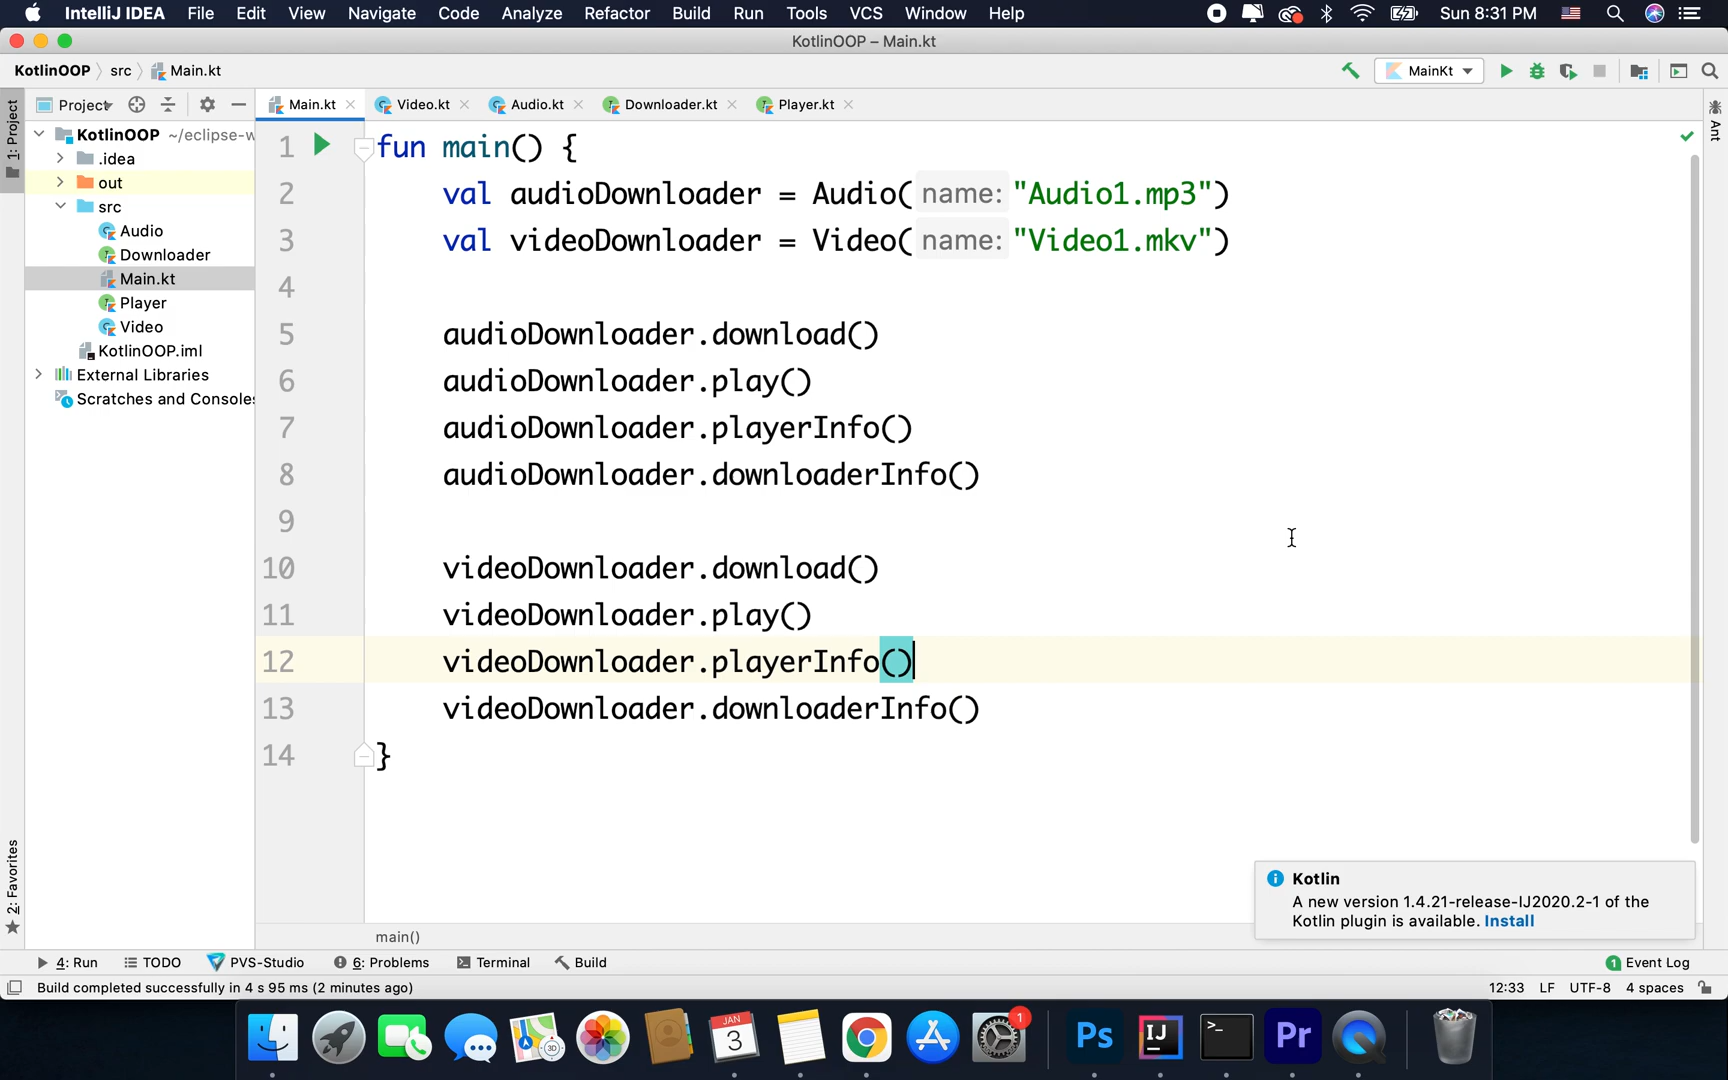 IntelliJ IDEA File Edit View Navigate Code Analyze Refactor Build Run Tools VCS Window Help Sun 8:31 PM
KotlinOOP – Main.kt
KotlinOOP src Main.kt MainKt
1: Project
Project
KotlinOOP ~/eclipse-w
.idea
out
src
Audio
Downloader
Main.kt
Player
Video
KotlinOOP.iml
External Libraries
Scratches and Consoles
2: Favorites
Main.kt Video.kt Audio.kt Downloader.kt Player.kt
Ant
1 fun main() {
2 val audioDownloader = Audio( name: "Audio1.mp3")
3 val videoDownloader = Video( name: "Video1.mkv")
4
5 audioDownloader.download()
6 audioDownloader.play()
7 audioDownloader.playerInfo()
8 audioDownloader.downloaderInfo()
9
10 videoDownloader.download()
11 videoDownloader.play()
12 videoDownloader.playerInfo()
13 videoDownloader.downloaderInfo()
14 }
Kotlin
A new version 1.4.21-release-IJ2020.2-1 of the
Kotlin plugin is available. Install
main()
4: Run TODO PVS-Studio 6: Problems Terminal Build 1 Event Log
Build completed successfully in 4 s 95 ms (2 minutes ago) 12:33 LF UTF-8 4 spaces
JAN
3
3D
1
Ps
IJ
>_
Pr